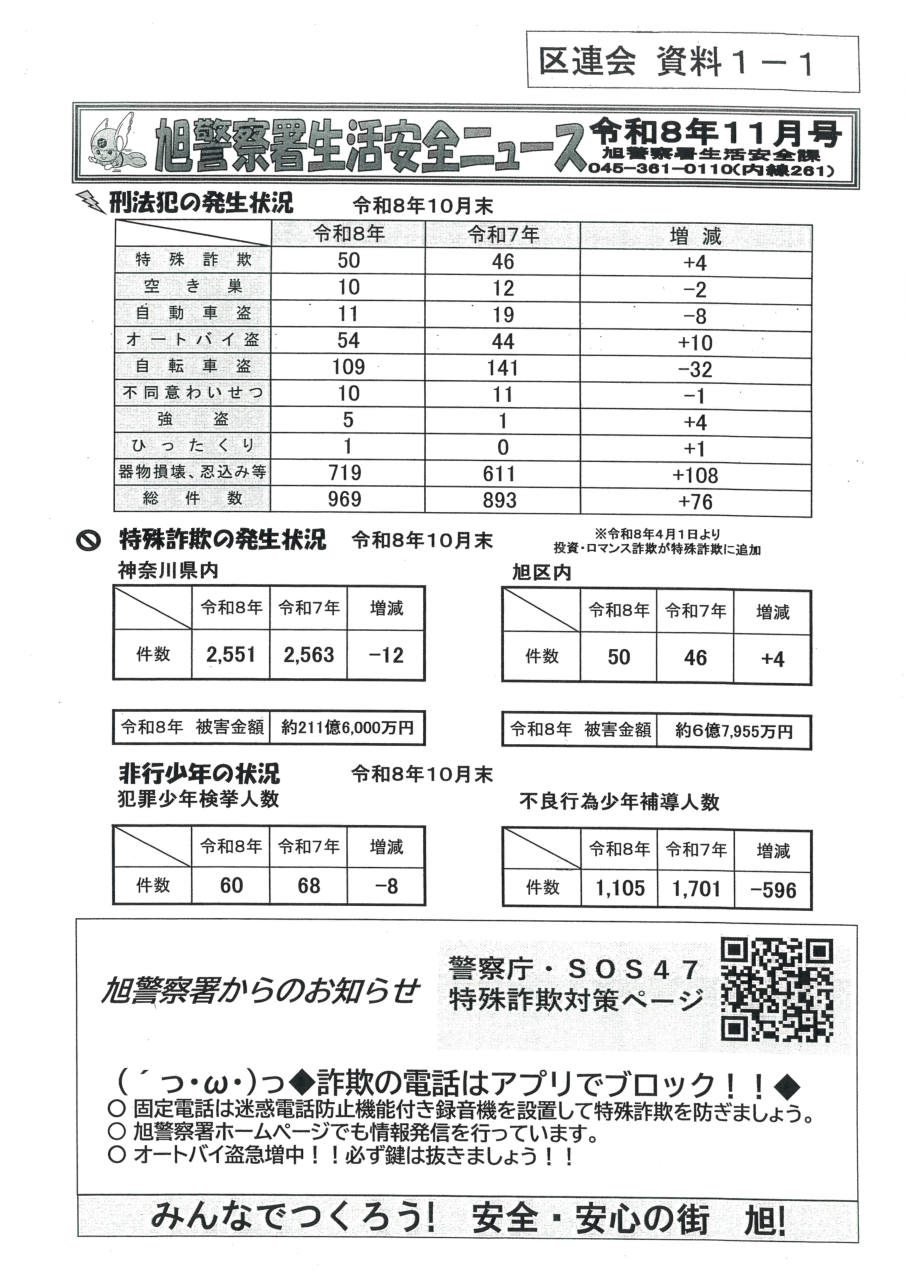 区連会 資料１－１
旭警察署生活安全ニュース
令和8年11月号
旭警察署生活安全課
045-361-0110(内線261)
刑法犯の発生状況 令和8年10月末
令和8年 令和7年 増減
特殊詐欺 50 46 +4
空き巣 10 12 -2
自動車盗 11 19 -8
オートバイ盗 54 44 +10
自転車盗 109 141 -32
不同意わいせつ 10 11 -1
強盗 5 1 +4
ひったくり 1 0 +1
器物損壊、忍込み等 719 611 +108
総件数 969 893 +76
特殊詐欺の発生状況 令和8年10月末
※令和8年4月1日より
投資・ロマンス詐欺が特殊詐欺に追加
神奈川県内
令和8年 令和7年 増減
件数 2,551 2,563 -12
令和8年 被害金額 約211億6,000万円
旭区内
令和8年 令和7年 増減
件数 50 46 +4
令和8年 被害金額 約6億7,955万円
非行少年の状況 令和8年10月末
犯罪少年検挙人数
令和8年 令和7年 増減
件数 60 68 -8
不良行為少年補導人数
令和8年 令和7年 増減
件数 1,105 1,701 -596
旭警察署からのお知らせ
警察庁・ＳＯＳ４７
特殊詐欺対策ページ
(´っ･ω･)っ◆詐欺の電話はアプリでブロック！！◆
○ 固定電話は迷惑電話防止機能付き録音機を設置して特殊詐欺を防ぎましょう。
○ 旭警察署ホームページでも情報発信を行っています。
○ オートバイ盗急増中！！必ず鍵は抜きましょう！！
みんなでつくろう！ 安全・安心の街 旭！